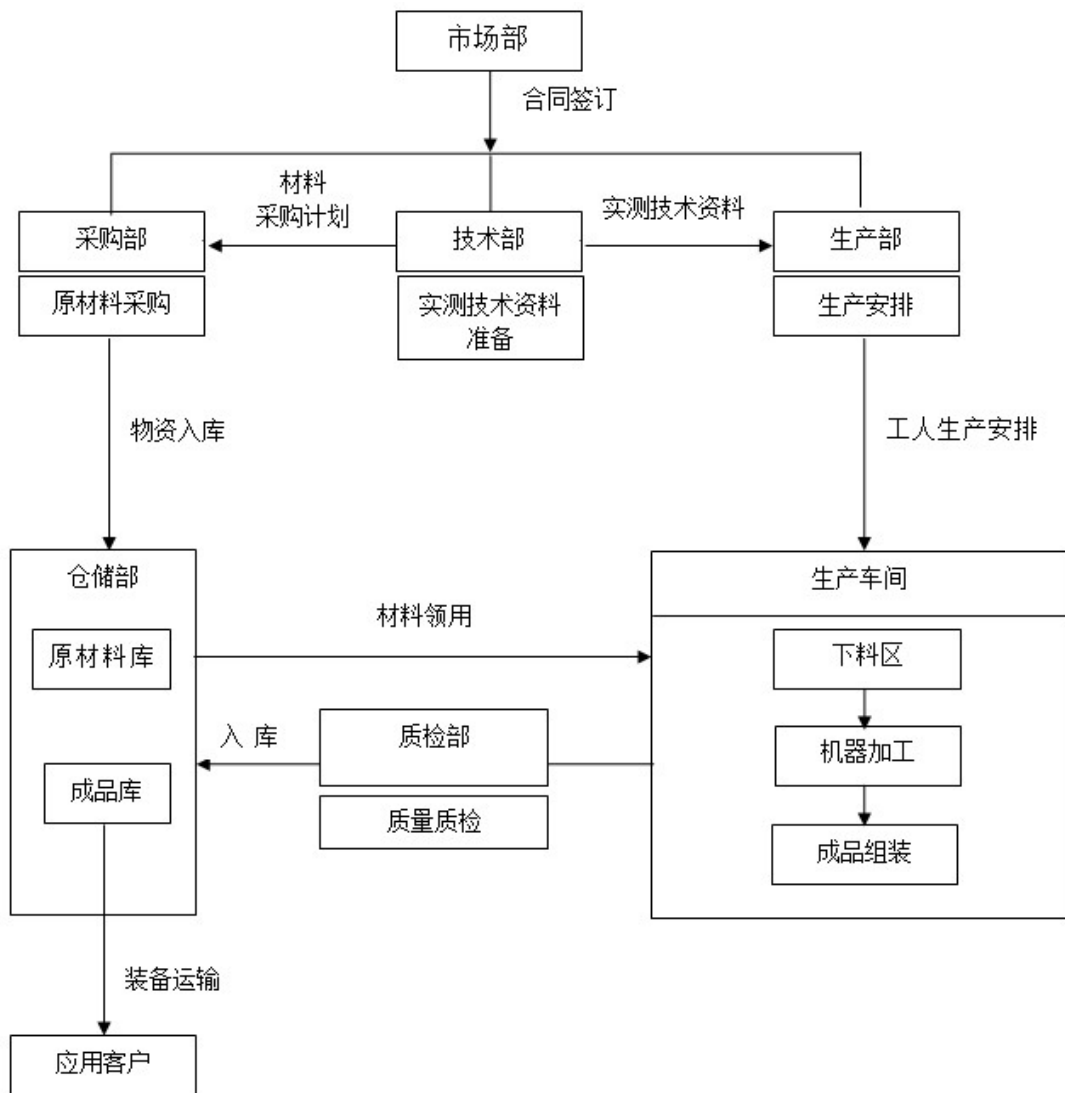 市场部
合同签订
材料
采购计划
实测技术资料
采购部
技术部
生产部
原材料采购
实测技术资料
准备
生产安排
物资入库
工人生产安排
仓储部
生产车间
材料领用
原材料库
下料区
入 库
质检部
机器加工
成品库
质量质检
成品组装
装备运输
应用客户